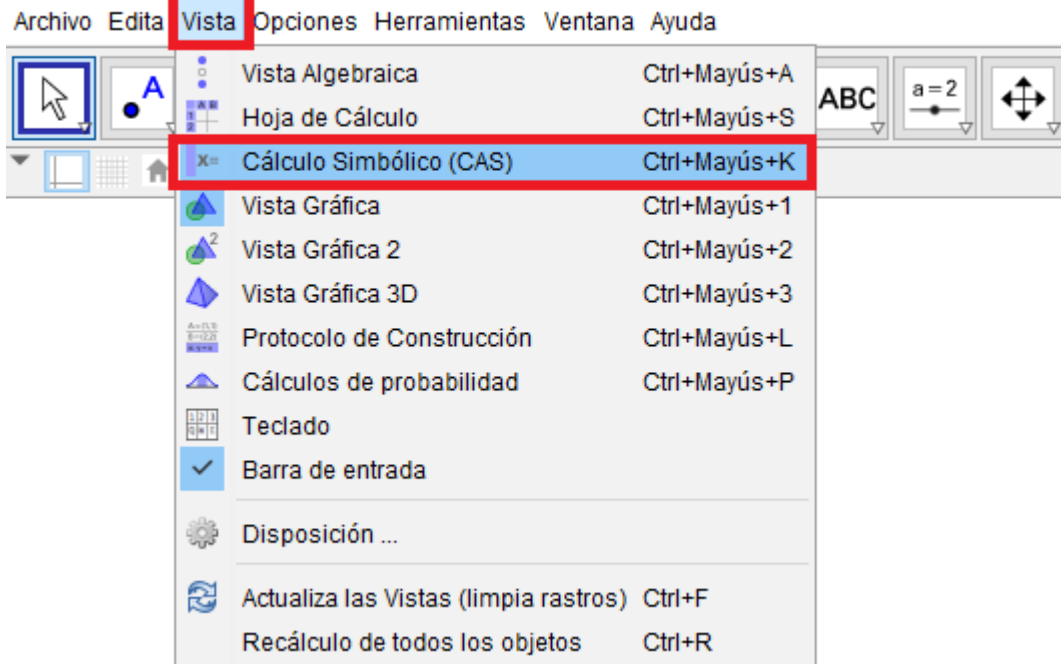 Archivo Edita Vista Opciones Herramientas Ventana Ayuda
A ABC a=2
Vista Algebraica Ctrl+Mayús+A
Hoja de Cálculo Ctrl+Mayús+S
x= Cálculo Simbólico (CAS) Ctrl+Mayús+K
Vista Gráfica Ctrl+Mayús+1
2 Vista Gráfica 2 Ctrl+Mayús+2
Vista Gráfica 3D Ctrl+Mayús+3
Protocolo de Construcción Ctrl+Mayús+L
Cálculos de probabilidad Ctrl+Mayús+P
Teclado
Barra de entrada
Disposición ...
Actualiza las Vistas (limpia rastros) Ctrl+F
Recálculo de todos los objetos Ctrl+R